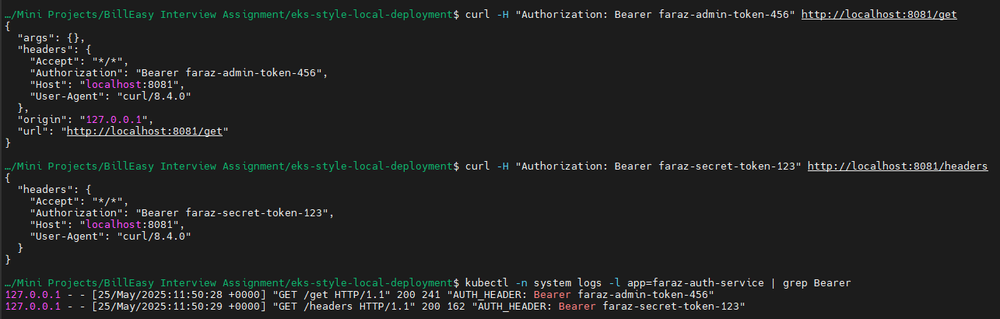 …/Mini Projects/BillEasy Interview Assignment/eks-style-local-deployment$ curl -H "Authorization: Bearer faraz-admin-token-456" http://localhost:8081/get
{
  "args": {},
  "headers": {
    "Accept": "*/*",
    "Authorization": "Bearer faraz-admin-token-456",
    "Host": "localhost:8081",
    "User-Agent": "curl/8.4.0"
  },
  "origin": "127.0.0.1",
  "url": "http://localhost:8081/get"
}
…/Mini Projects/BillEasy Interview Assignment/eks-style-local-deployment$ curl -H "Authorization: Bearer faraz-secret-token-123" http://localhost:8081/headers
{
  "headers": {
    "Accept": "*/*",
    "Authorization": "Bearer faraz-secret-token-123",
    "Host": "localhost:8081",
    "User-Agent": "curl/8.4.0"
  }
}
…/Mini Projects/BillEasy Interview Assignment/eks-style-local-deployment$ kubectl -n system logs -l app=faraz-auth-service | grep Bearer
127.0.0.1 - - [25/May/2025:11:50:28 +0000] "GET /get HTTP/1.1" 200 241 "AUTH_HEADER: Bearer faraz-admin-token-456"
127.0.0.1 - - [25/May/2025:11:50:29 +0000] "GET /headers HTTP/1.1" 200 162 "AUTH_HEADER: Bearer faraz-secret-token-123"